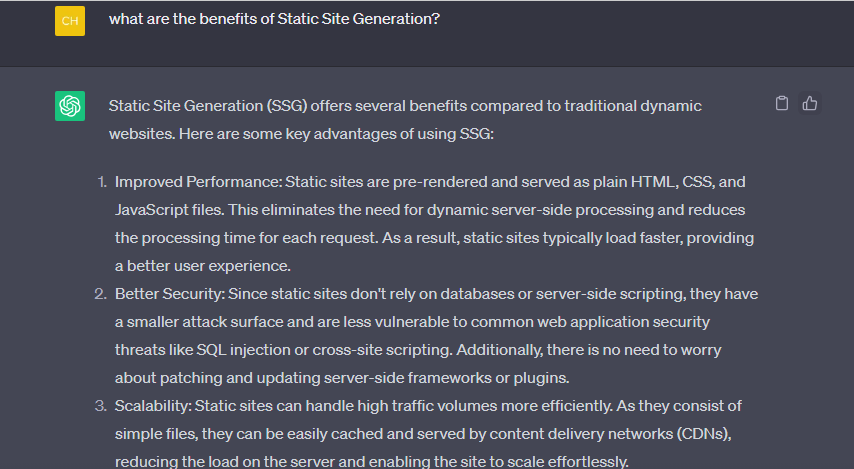 CH
what are the benefits of Static Site Generation?
Static Site Generation (SSG) offers several benefits compared to traditional dynamic
websites. Here are some key advantages of using SSG:
1. Improved Performance: Static sites are pre-rendered and served as plain HTML, CSS, and
JavaScript files. This eliminates the need for dynamic server-side processing and reduces
the processing time for each request. As a result, static sites typically load faster, providing
a better user experience.
2. Better Security: Since static sites don't rely on databases or server-side scripting, they have
a smaller attack surface and are less vulnerable to common web application security
threats like SQL injection or cross-site scripting. Additionally, there is no need to worry
about patching and updating server-side frameworks or plugins.
3. Scalability: Static sites can handle high traffic volumes more efficiently. As they consist of
simple files, they can be easily cached and served by content delivery networks (CDNs),
reducing the load on the server and enabling the site to scale effortlessly.